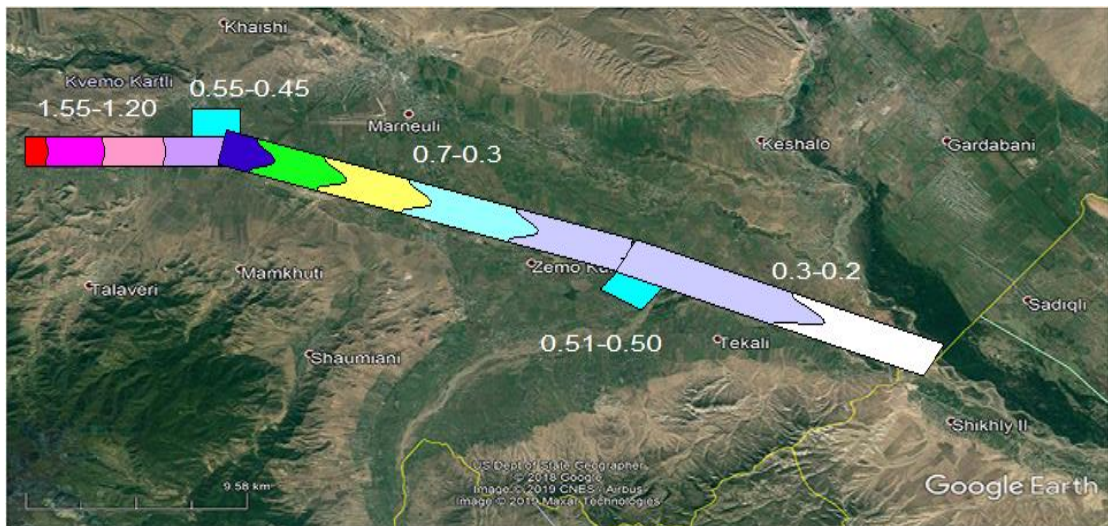 Khaishi
Kvemo Kartli
0.55-0.45
1.55-1.20
Marneuli
0.7-0.3
Keshalo
Gardabani
Mamkhuti
Talaveri
Zemo
0.3-0.2
Sadiqli
0.51-0.50
Tekali
Shaumiani
Shikhly II
US Dept of State Geographer
© 2018 Google
Image © 2019 CNES / Airbus
Image © 2019 Maxar Technologies
9.58 km
Google Earth